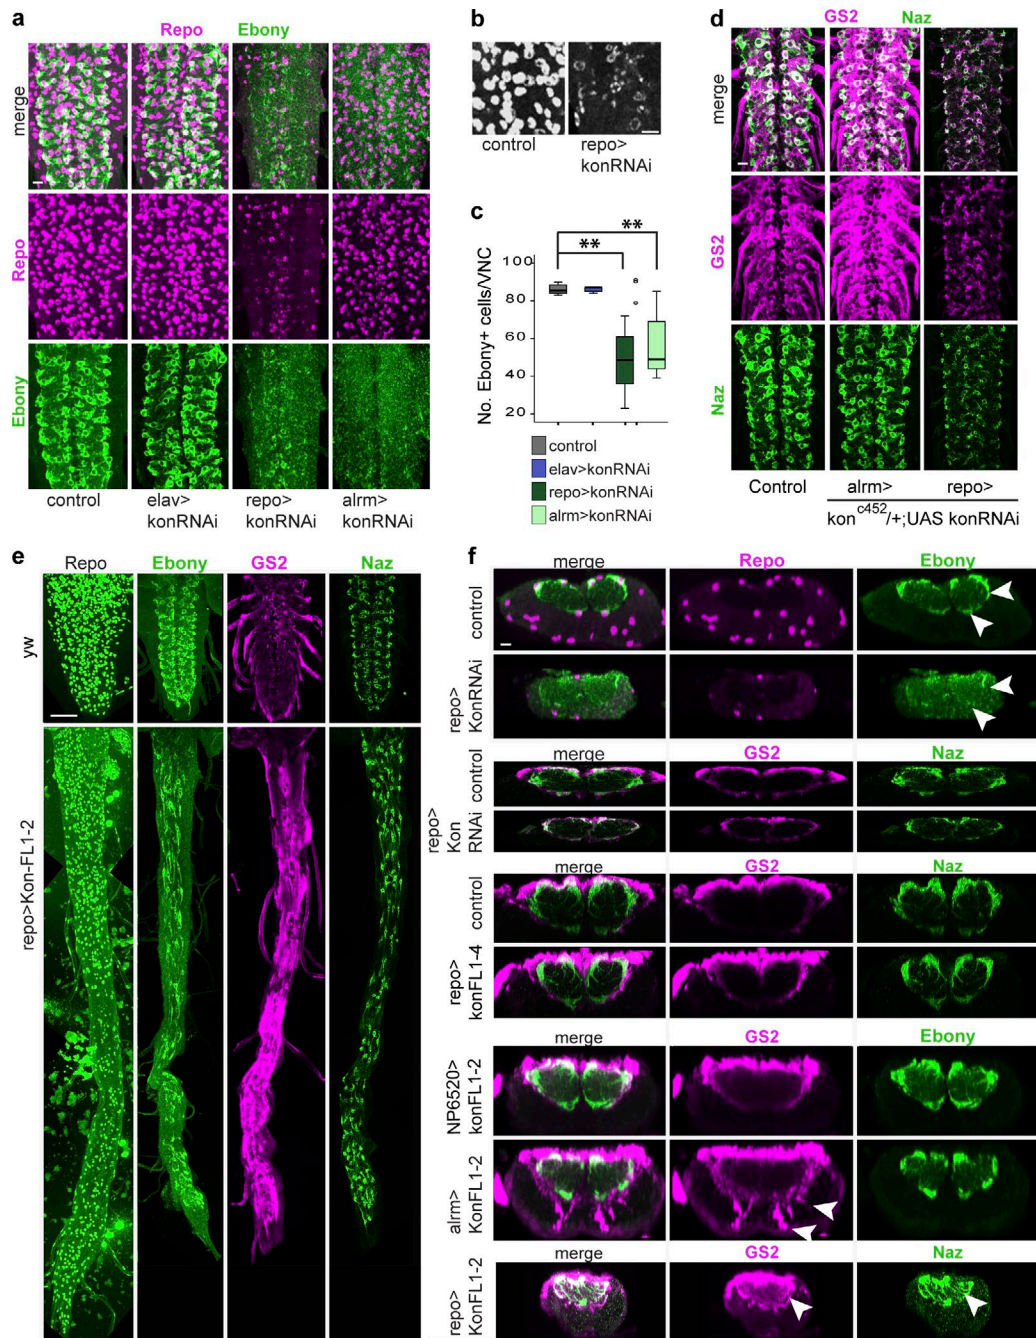 a
Repo Ebony
merge
Repo
Ebony
control
elav>
konRNAi
repo>
konRNAi
alrm>
konRNAi
b
control
repo>
konRNAi
c
**
**
No. Ebony+ cells/VNC
100
80
60
40
20
control
elav>konRNAi
repo>konRNAi
alrm>konRNAi
d
GS2 Naz
merge
GS2
Naz
Control
alrm>
repo>
kon c452/+;UAS konRNAi
e
Repo
Ebony
GS2
Naz
yw
repo>Kon-FL1-2
f
merge
Repo
Ebony
control
repo>
KonRNAi
merge
GS2
Naz
control
repo>
Kon
RNAi
merge
GS2
Naz
control
repo>
konFL1-4
merge
GS2
Ebony
NP6520>
konFL1-2
alrm>
KonFL1-2
merge
GS2
Naz
repo>
KonFL1-2